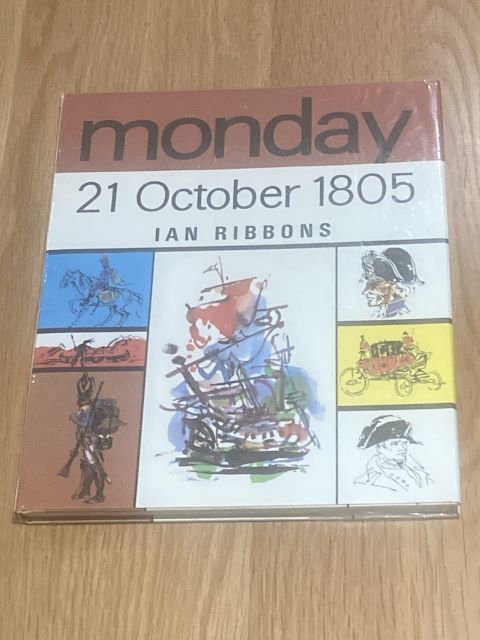 monday
21 October 1805
IAN RIBBONS